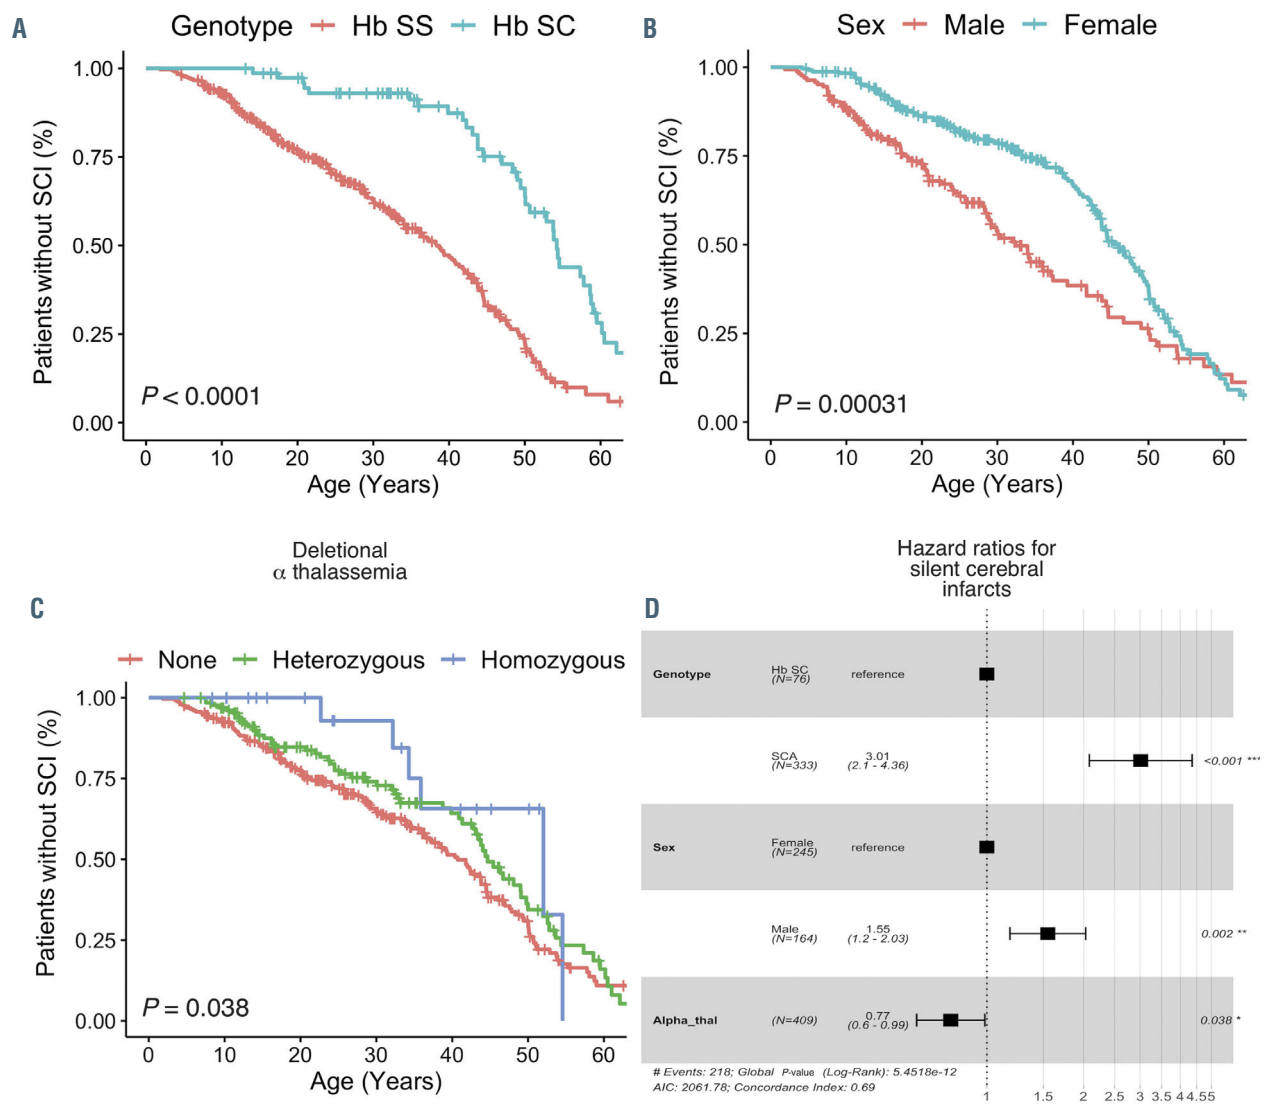 A
Genotype Hb SS Hb SC
1.00
0.75
0.50
0.25
0.00
Patients without SCI (%)
P < 0.0001
0 10 20 30 40 50 60
Age (Years)
B
Sex Male Female
1.00
0.75
0.50
0.25
0.00
Patients without SCI (%)
P = 0.00031
0 10 20 30 40 50 60
Age (Years)
Deletional
α thalassemia
C
None Heterozygous Homozygous
1.00
0.75
0.50
0.25
0.00
Patients without SCI (%)
P = 0.038
0 10 20 30 40 50 60
Age (Years)
Hazard ratios for
silent cerebral
infarcts
D
Genotype Hb SC (N=76) reference
SCA (N=333) 3.01 (2.1 - 4.36) <0.001 ***
Sex Female (N=245) reference
Male (N=164) 1.55 (1.2 - 2.03) 0.002 **
Alpha_thal (N=409) 0.77 (0.6 - 0.99) 0.038 *
# Events: 218; Global P-value (Log-Rank): 5.4518e-12
AIC: 2061.78; Concordance Index: 0.69
1 1.5 2 2.5 3 3.5 4 4.5 5